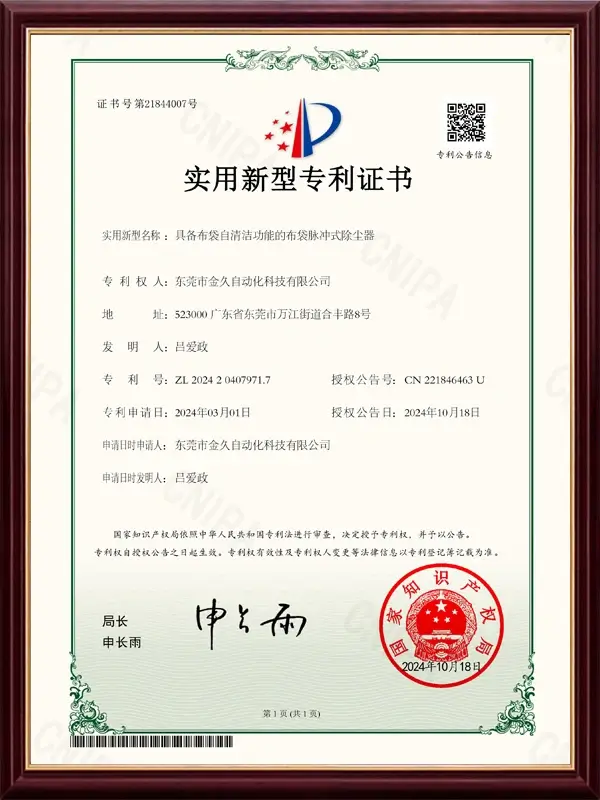 证书号第21844007号
专利公告信息
实用新型专利证书
实用新型名称：具备布袋自清洁功能的布袋脉冲式除尘器
专利权人：东莞市金久自动化科技有限公司
地址：523000 广东省东莞市万江街道合丰路8号
发明人：吕爱政
专利号：ZL 2024 2 0407971.7 授权公告号：CN 221846463 U
专利申请日：2024年03月01日 授权公告日：2024年10月18日
申请日时申请人：东莞市金久自动化科技有限公司
申请日时发明人：吕爱政
国家知识产权局依照中华人民共和国专利法进行审查，决定授予专利权，并予以公告。
专利权自授权公告之日起生效。专利权有效性及专利权人变更等法律信息以专利登记簿记载为准。
局长
申长雨
申长雨
国家知识产权局
2024年10月18日
第1页(共1页)
CNIPA
CNIPA
CNIPA
CNIPA
CNIPA
CNIPA